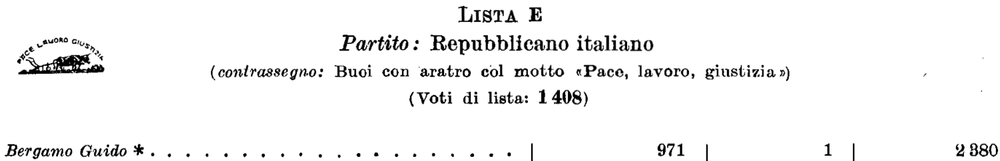 LISTA E
PACE LAVORO GIUSTIZIA
Partito: Repubblicano italiano
(contrassegno: Buoi con aratro col motto «Pace, lavoro, giustizia»)
(Voti di lista: 1 408)
Bergamo Guido * . . . . . . . . . . . . . . . . . . . . | 971 | 1 | 2 380